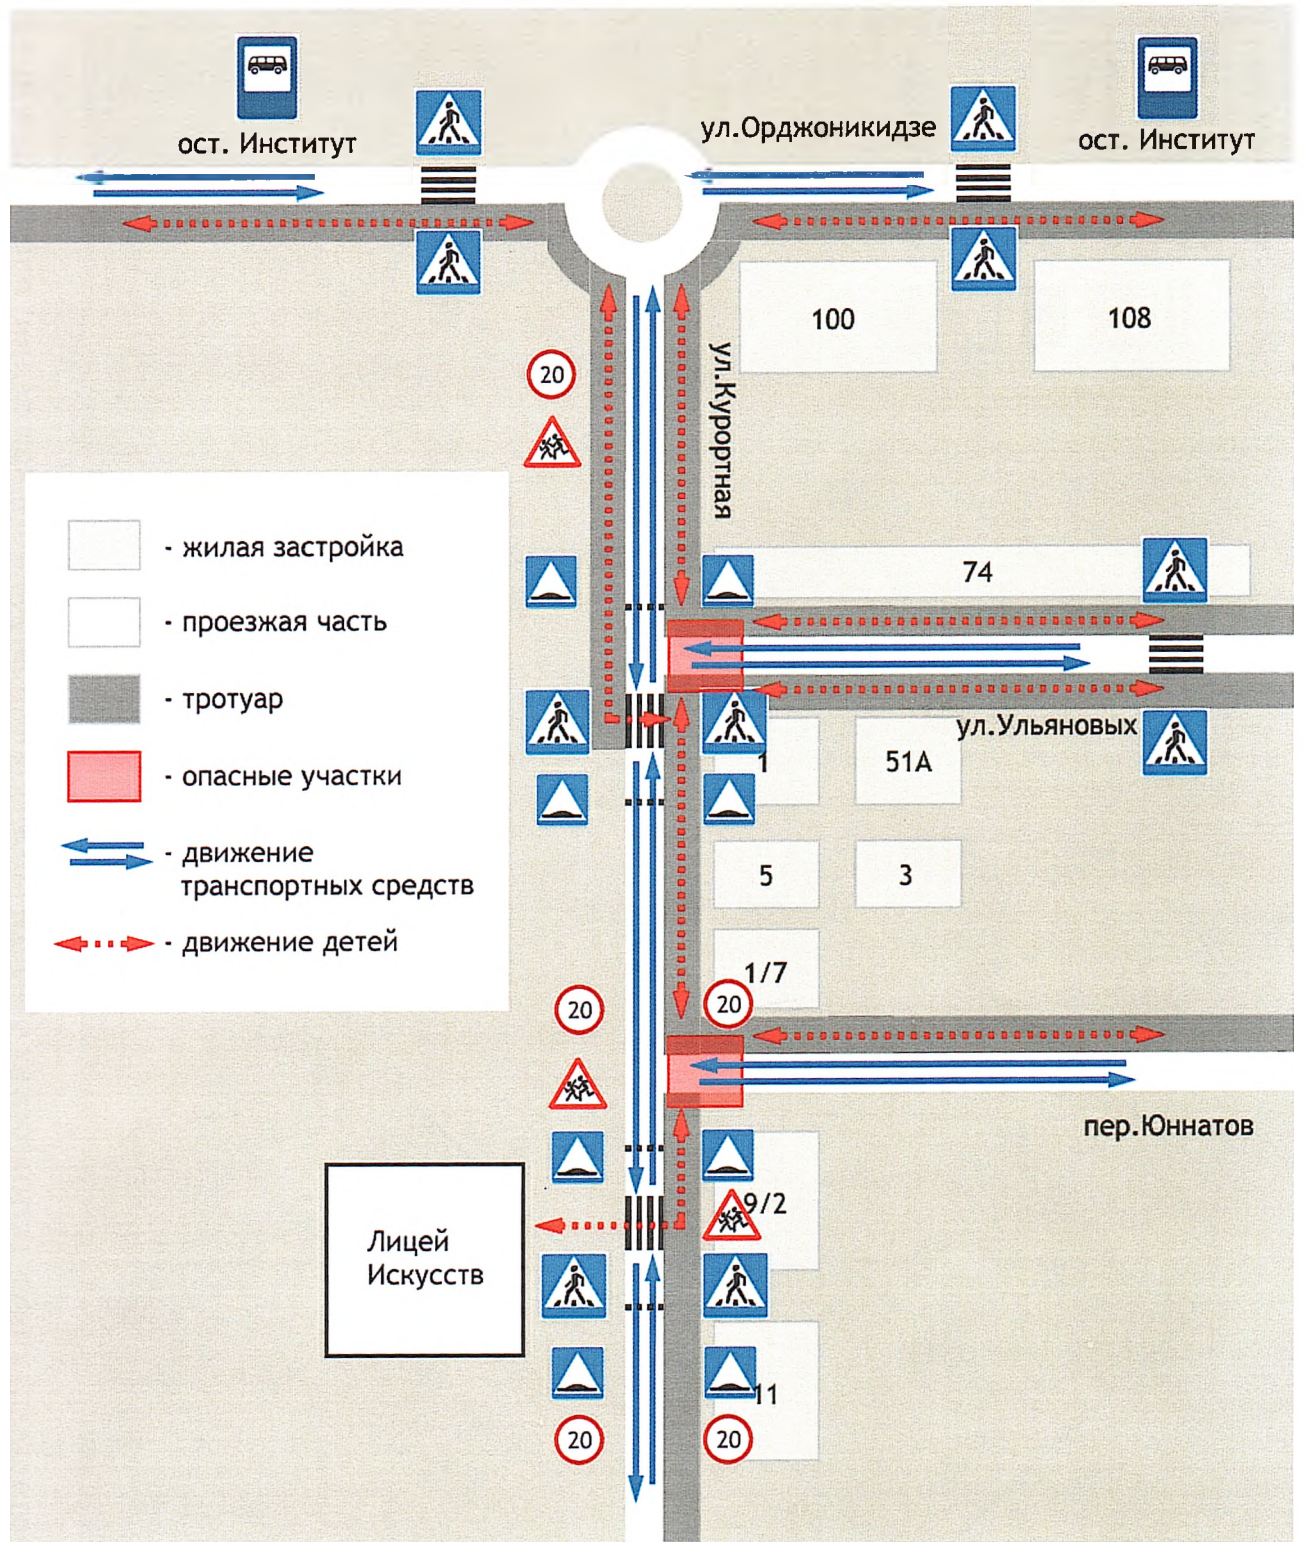 ул.Орджоникидзе
ост. Институт
ост. Институт
100
108
20
ул.Курортная
- жилая застройка
74
- проезжая часть
- тротуар
ул.Ульяновых
1
51А
- опасные участки
- движение
транспортных средств
5
3
- движение детей
1/7
20
20
пер.Юннатов
9/2
Лицей
Искусств
11
20
20